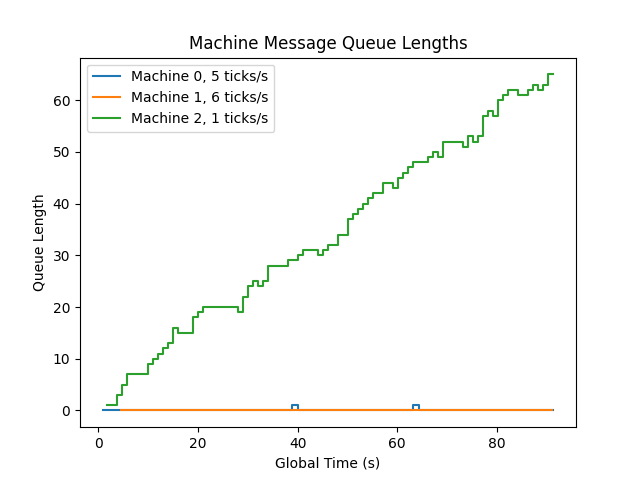 Machine Message Queue Lengths
Machine 0, 5 ticks/s
Machine 1, 6 ticks/s
Machine 2, 1 ticks/s
Queue Length
60
50
40
30
20
10
0
0 20 40 60 80
Global Time (s)